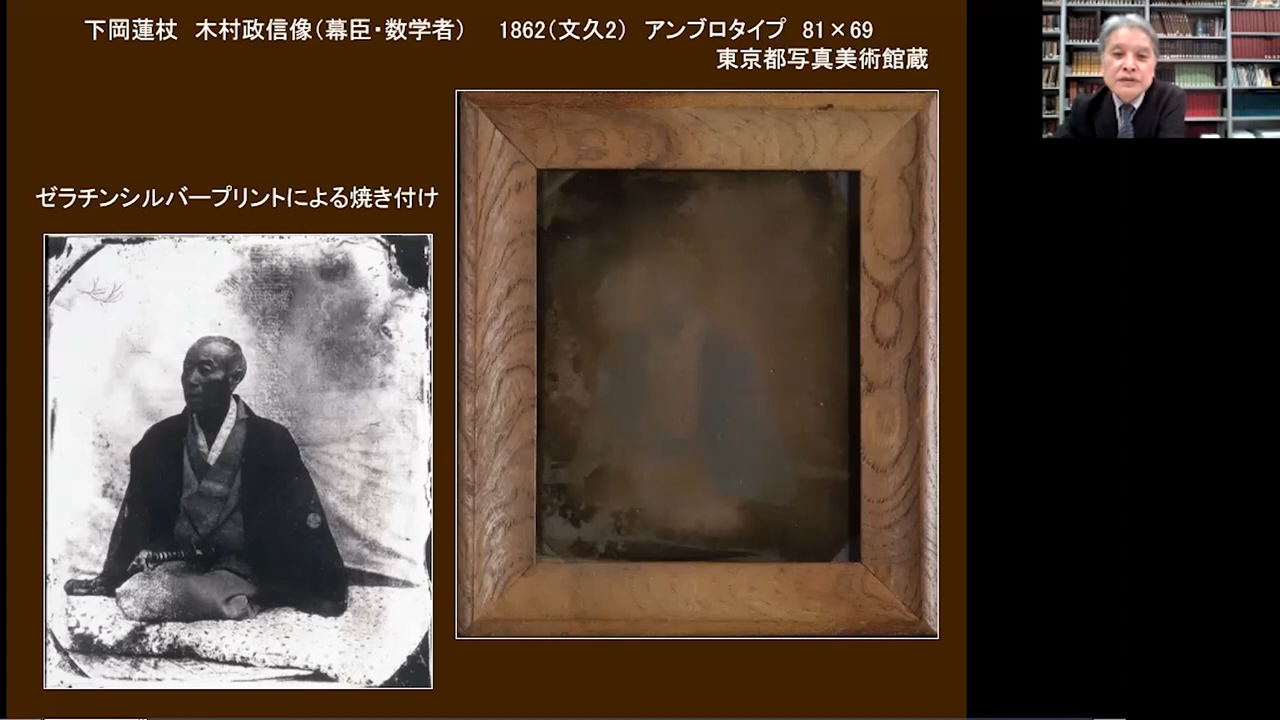 下岡蓮杖　木村政信像（幕臣・数学者）　1862（文久2）　アンブロタイプ　81×69
東京都写真美術館蔵
ゼラチンシルバープリントによる焼き付け